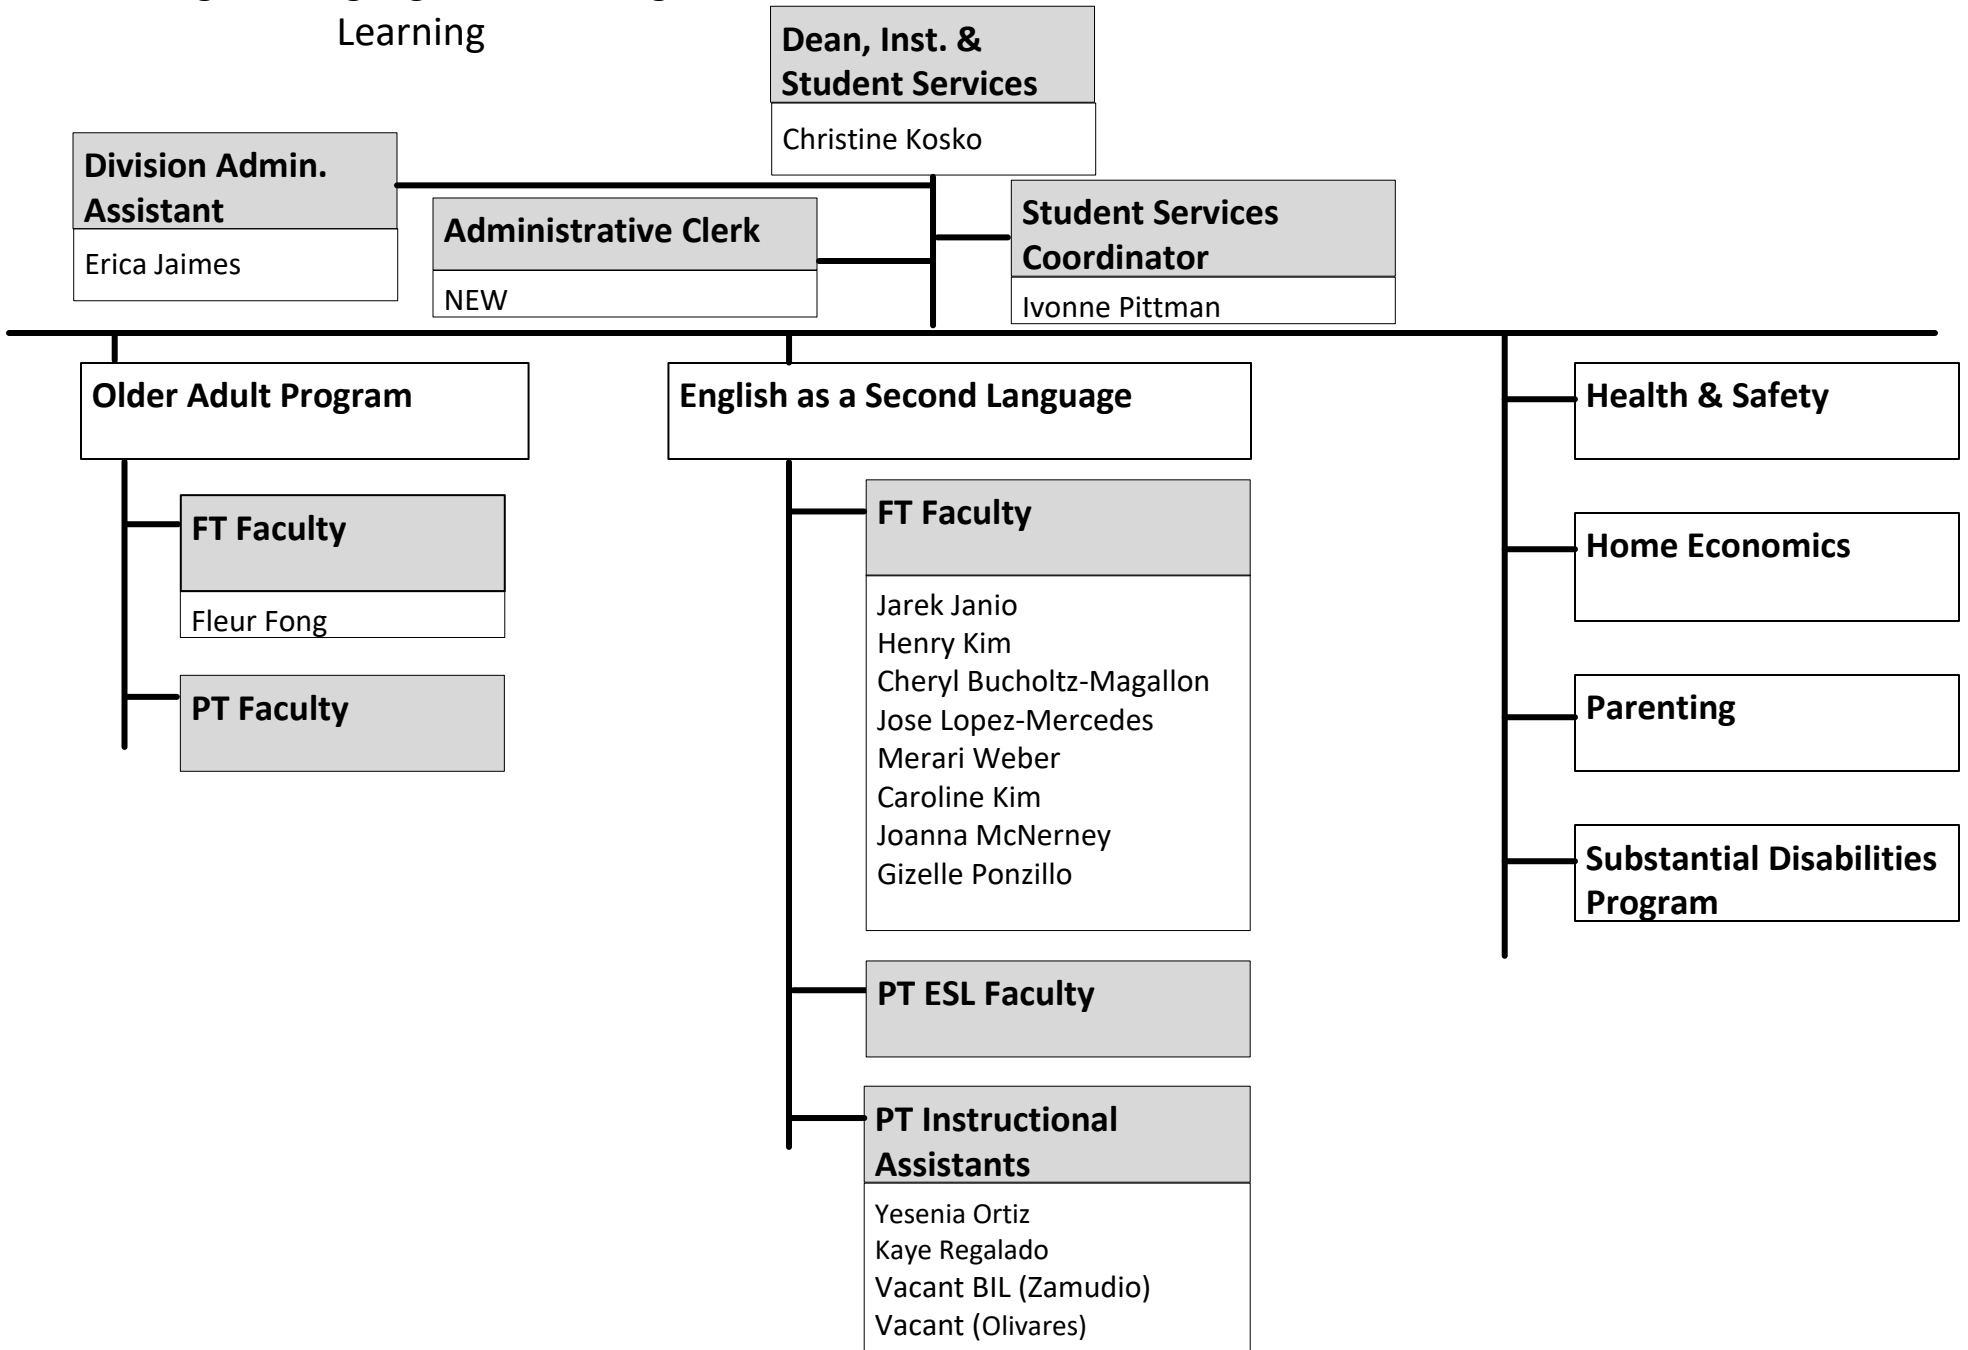 Learning
Dean, Inst. &
Student Services
Christine Kosko
Division Admin.
Assistant
Erica Jaimes
Administrative Clerk
NEW
Student Services
Coordinator
Ivonne Pittman
Older Adult Program
FT Faculty
Fleur Fong
PT Faculty
English as a Second Language
FT Faculty
Jarek Janio
Henry Kim
Cheryl Bucholtz-Magallon
Jose Lopez-Mercedes
Merari Weber
Caroline Kim
Joanna McNerney
Gizelle Ponzillo
PT ESL Faculty
PT Instructional
Assistants
Yesenia Ortiz
Kaye Regalado
Vacant BIL (Zamudio)
Vacant (Olivares)
Health & Safety
Home Economics
Parenting
Substantial Disabilities
Program